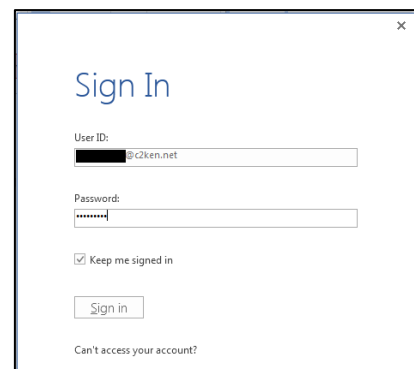 Sign In
User ID:
@c2ken.net
Password:
Keep me signed in
Sign in
Can't access your account?